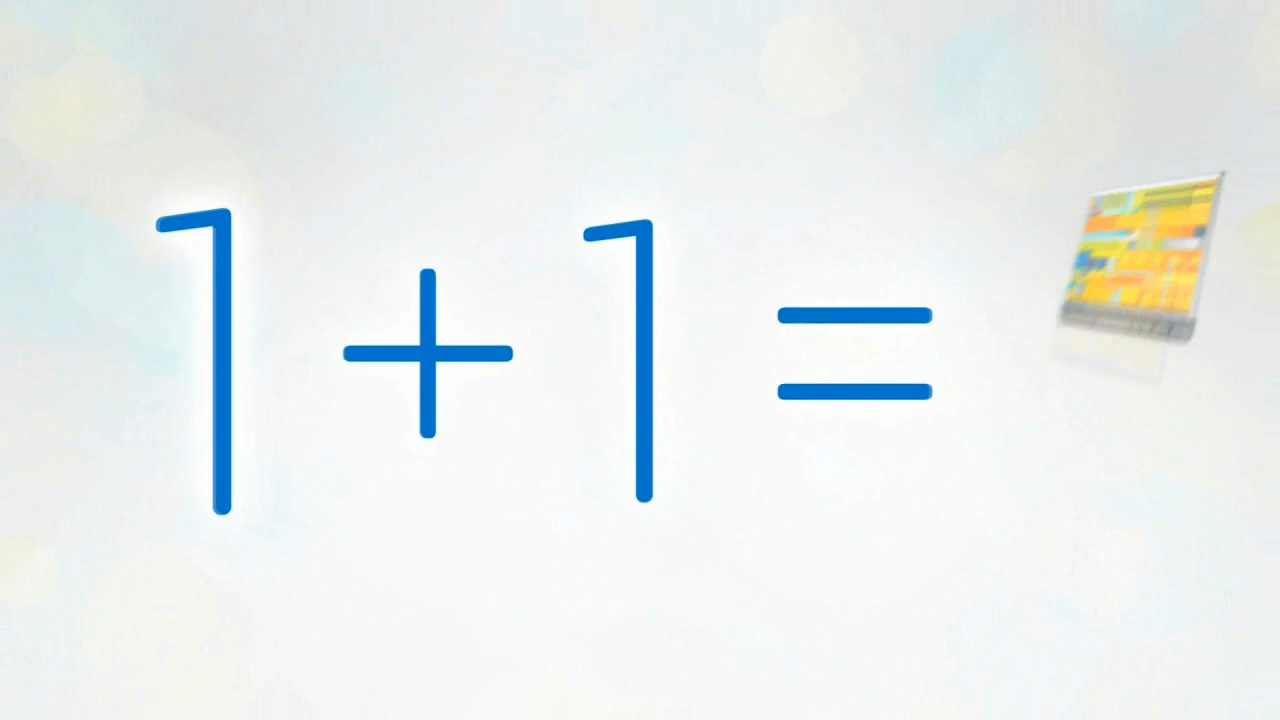 1 + 1 =